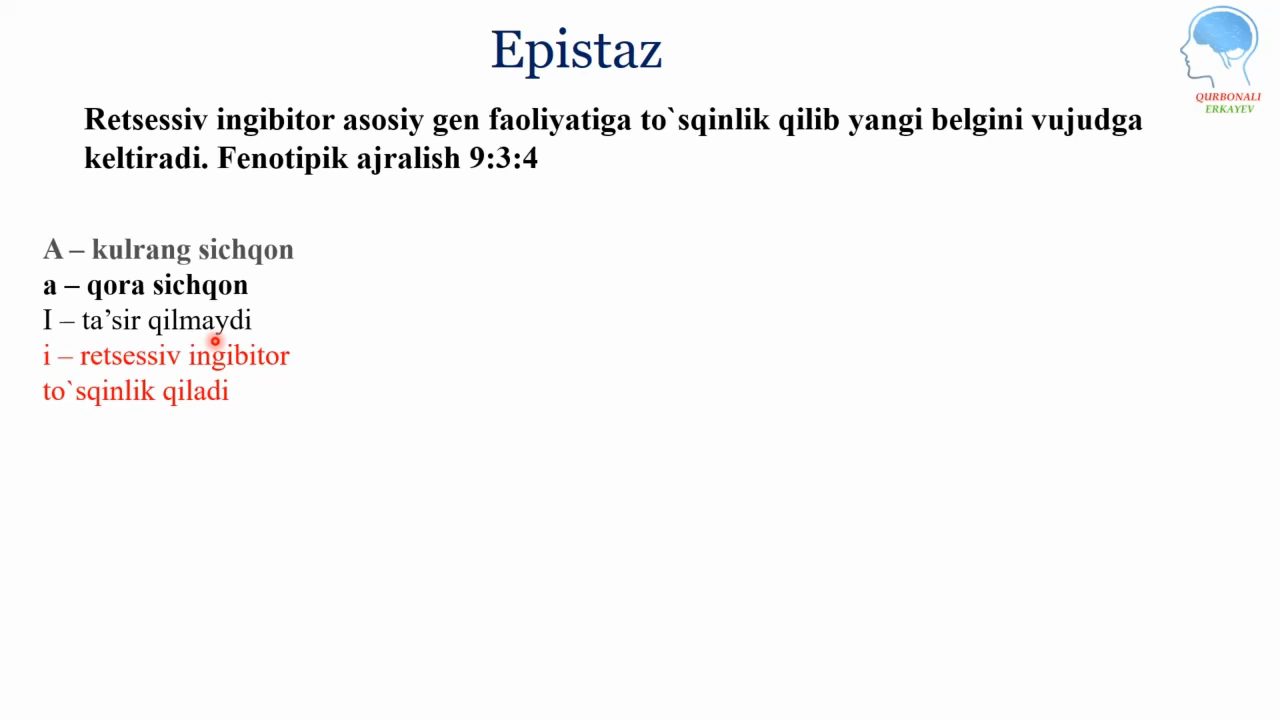 Epistaz
QURBONALI
ERKAYEV
Retsessiv ingibitor asosiy gen faoliyatiga to`sqinlik qilib yangi belgini vujudga
keltiradi. Fenotipik ajralish 9:3:4
A – kulrang sichqon
a – qora sichqon
I – ta’sir qilmaydi
i – retsessiv ingibitor
to`sqinlik qiladi